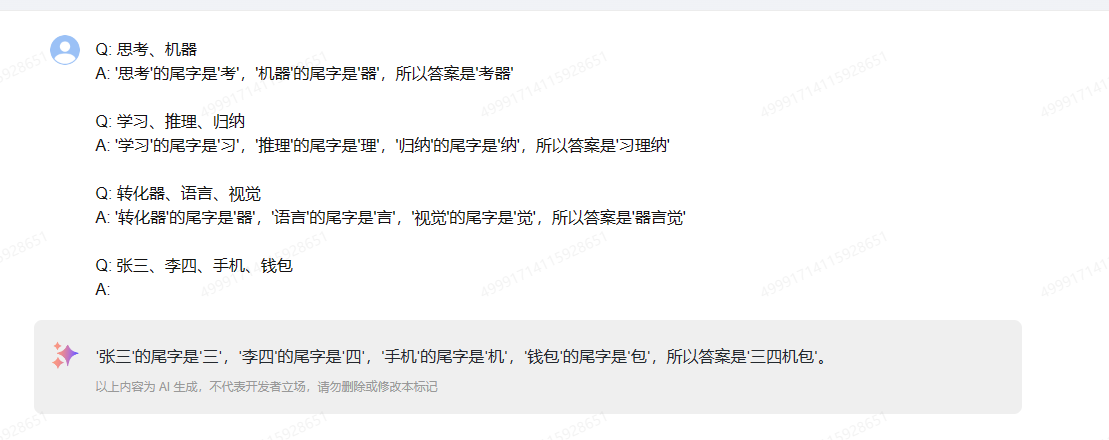 Q: 思考、机器
A: '思考'的尾字是'考'，'机器'的尾字是'器'，所以答案是'考器'
Q: 学习、推理、归纳
A: '学习'的尾字是'习'，'推理'的尾字是'理'，'归纳'的尾字是'纳'，所以答案是'习理纳'
Q: 转化器、语言、视觉
A: '转化器'的尾字是'器'，'语言'的尾字是'言'，'视觉'的尾字是'觉'，所以答案是'器言觉'
Q: 张三、李四、手机、钱包
A:
'张三'的尾字是'三'，'李四'的尾字是'四'，'手机'的尾字是'机'，'钱包'的尾字是'包'，所以答案是'三四机包'。
以上内容为 AI 生成，不代表开发者立场，请勿删除或修改本标记